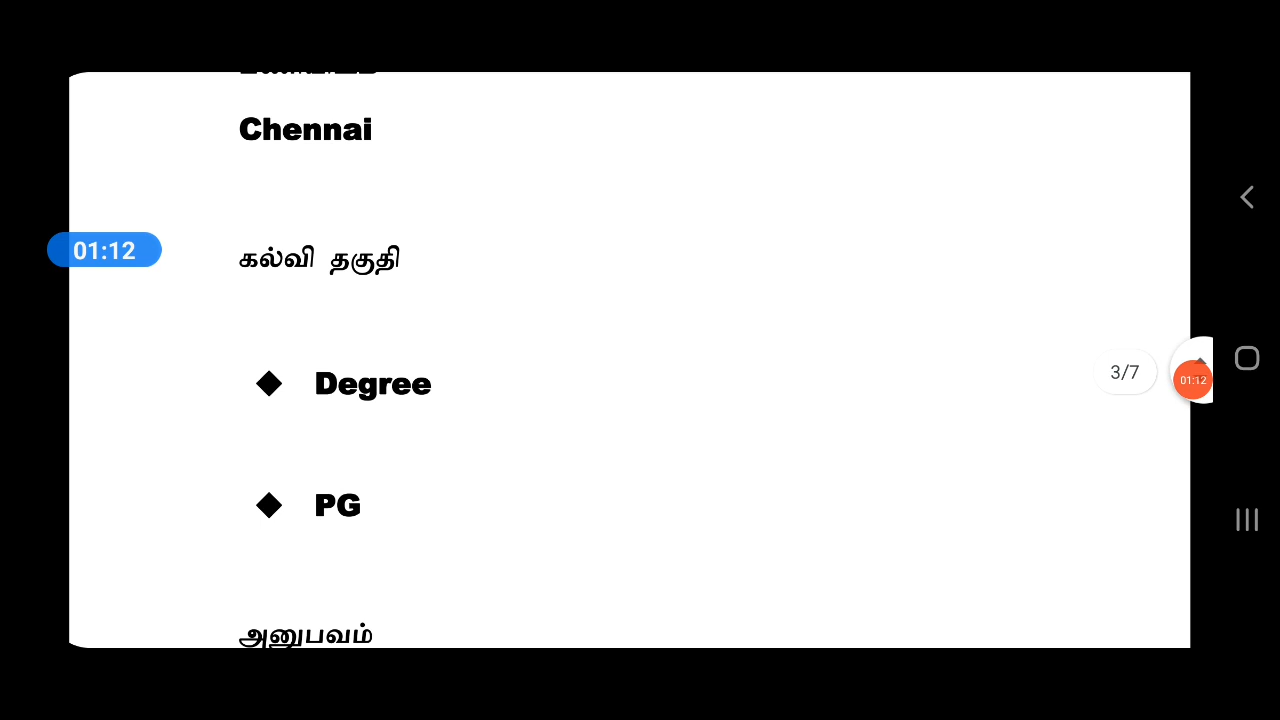 Chennai
01:12
கல்வி தகுதி
◆ Degree
3/7
01:12
◆ PG
அனுபவம்